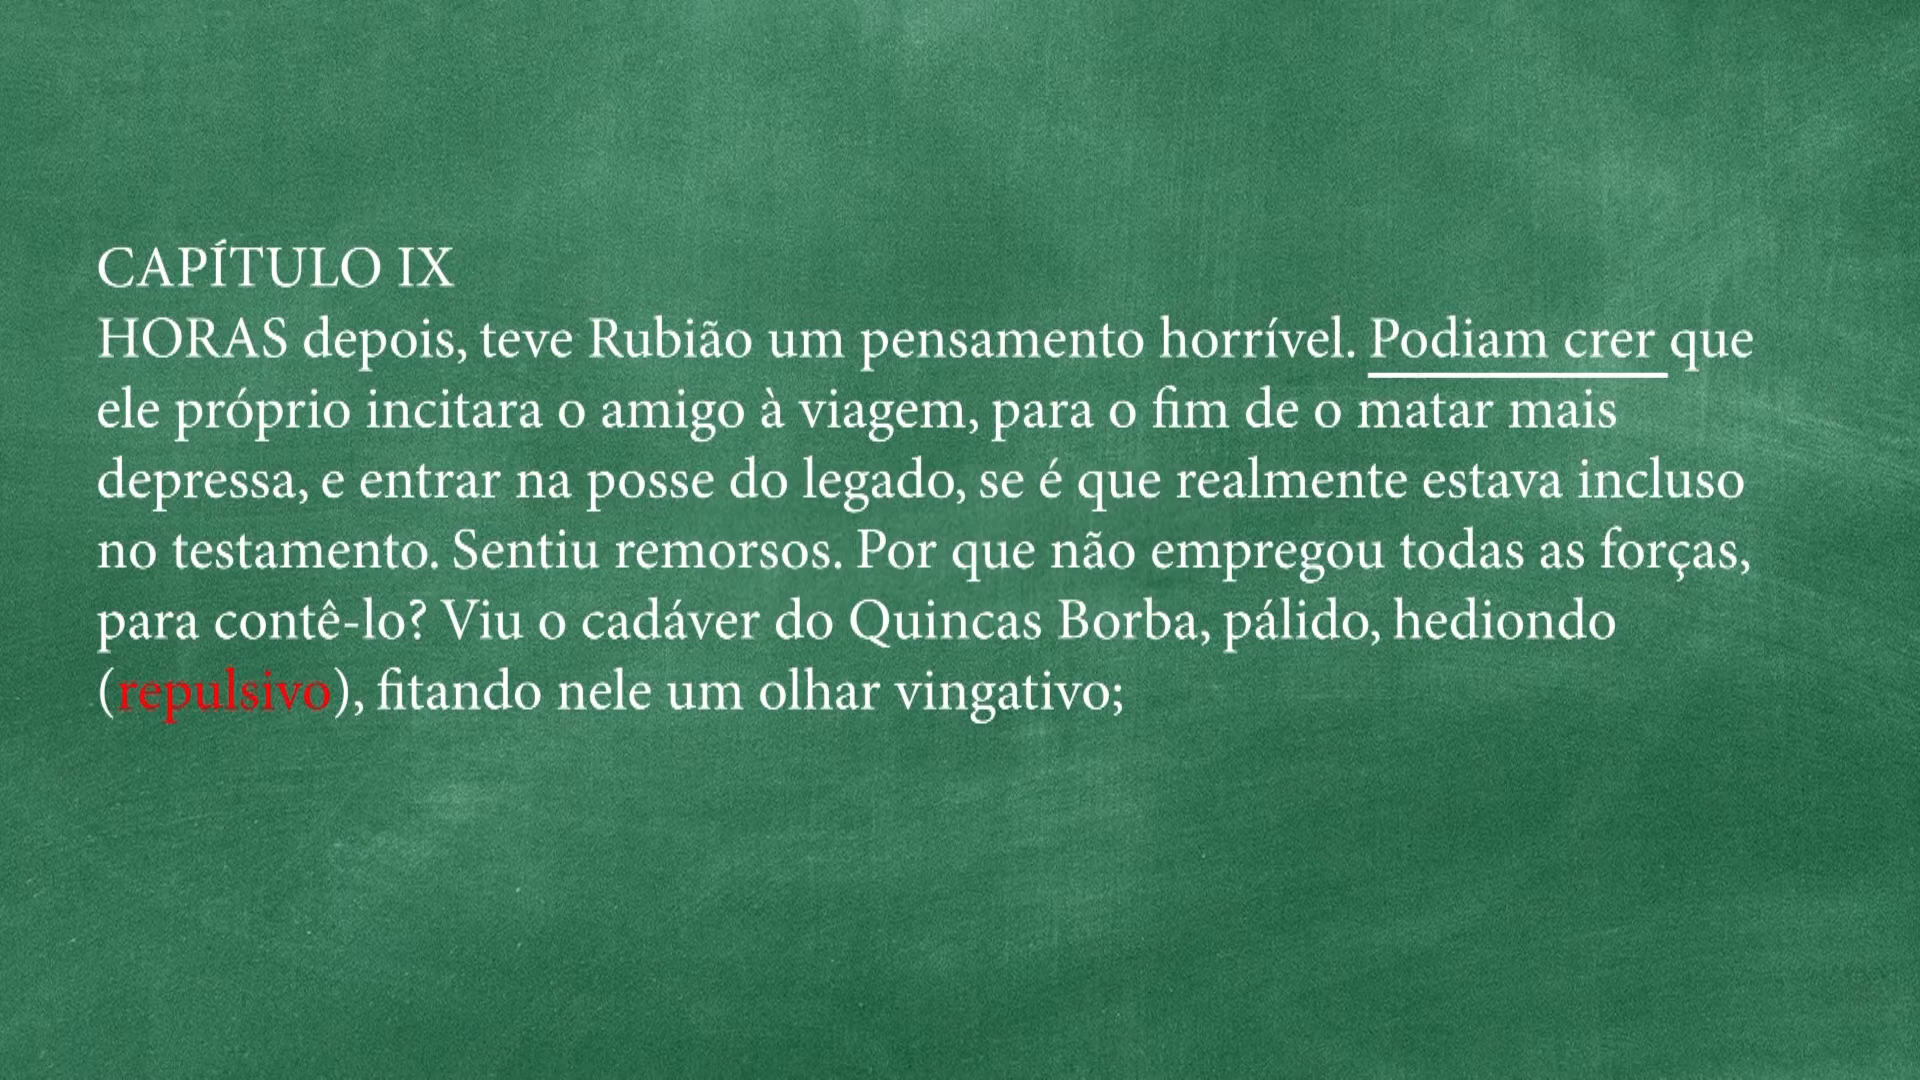 CAPÍTULO IX
HORAS depois, teve Rubião um pensamento horrível. Podiam crer que
ele próprio incitara o amigo à viagem, para o fim de o matar mais
depressa, e entrar na posse do legado, se é que realmente estava incluso
no testamento. Sentiu remorsos. Por que não empregou todas as forças,
para contê-lo? Viu o cadáver do Quincas Borba, pálido, hediondo
(repulsivo), fitando nele um olhar vingativo;